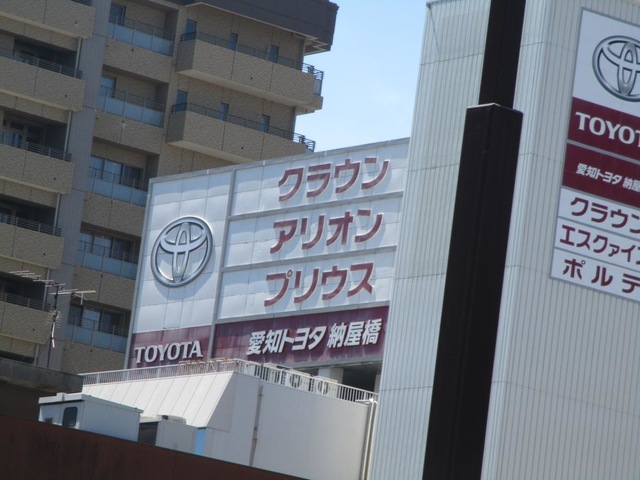 クラウン
アリオン
プリウス
TOYOTA
愛知トヨタ 納屋橋
TOYOTA
愛知トヨタ 納
クラウ
エスクァイ
ポルテ